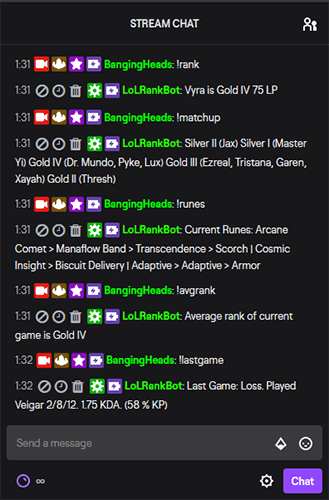 STREAM CHAT
1:31 BangingHeads: !rank
1:31 LoLRankBot: Vyra is Gold IV 75 LP
1:31 BangingHeads: !matchup
1:31 LoLRankBot: Silver II (Jax) Silver I (Master
Yi) Gold IV (Dr. Mundo, Pyke, Lux) Gold III (Ezreal, Tristana, Garen,
Xayah) Gold II (Thresh)
1:31 BangingHeads: !runes
1:31 LoLRankBot: Current Runes: Arcane
Comet > Manaflow Band > Transcendence > Scorch | Cosmic
Insight > Biscuit Delivery | Adaptive > Adaptive > Armor
1:31 BangingHeads: !avgrank
1:31 LoLRankBot: Average rank of current
game is Gold IV
1:32 BangingHeads: !lastgame
1:32 LoLRankBot: Last Game: Loss. Played
Veigar 2/8/12. 1.75 KDA. (58 % KP)
Send a message
∞ Chat